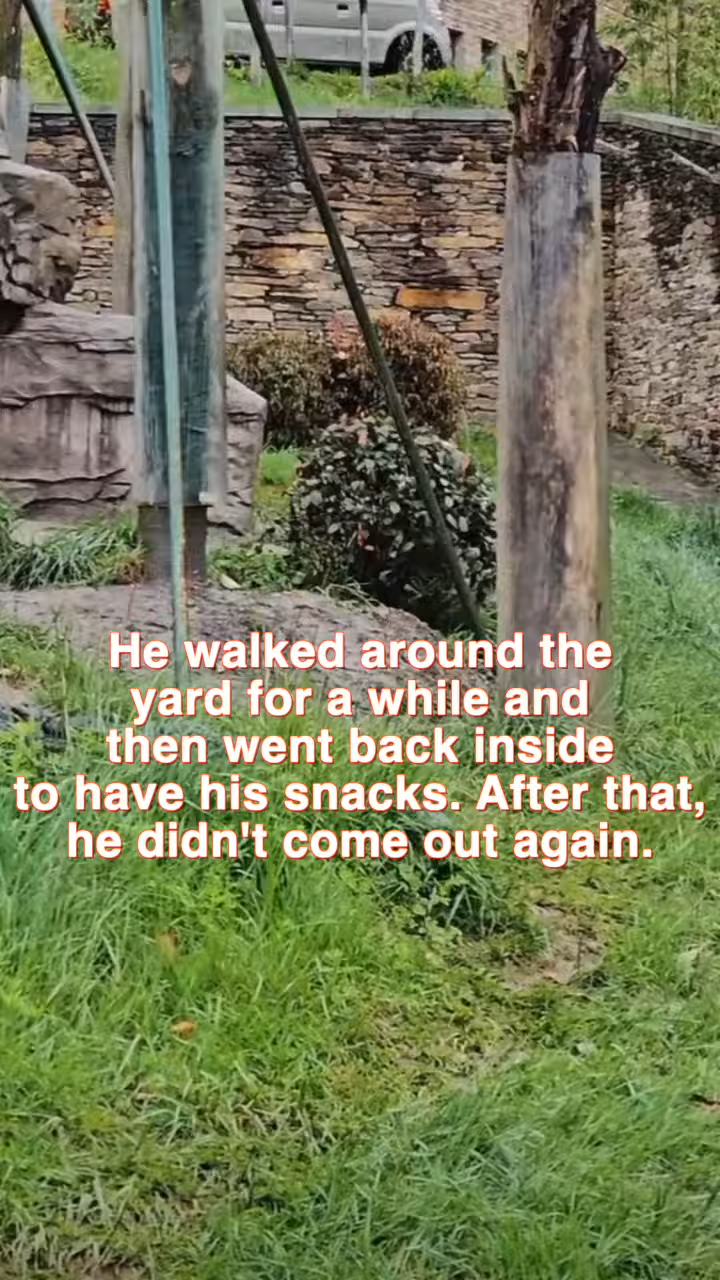 He walked around the
yard for a while and
then went back inside
to have his snacks. After that,
he didn't come out again.